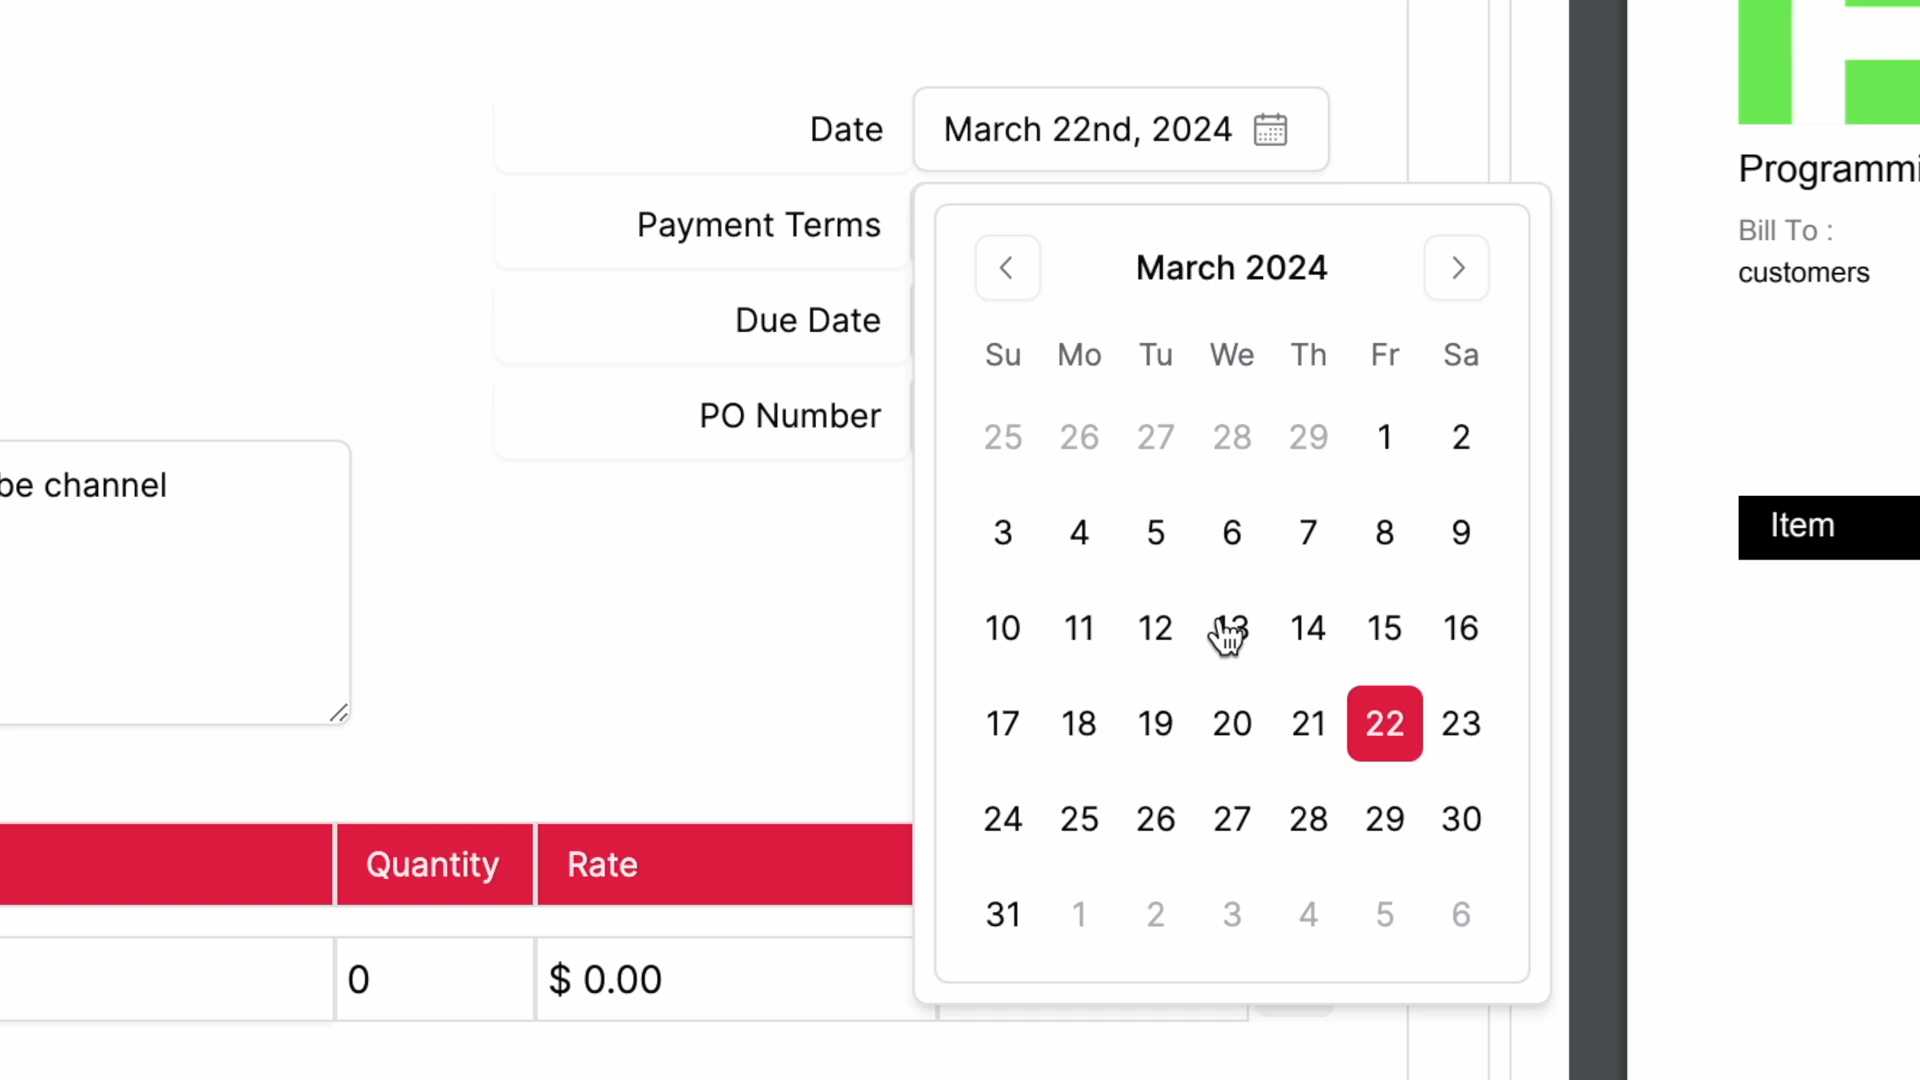 Date
March 22nd, 2024
Payment Terms
Due Date
PO Number
March 2024
Su Mo Tu We Th Fr Sa
25 26 27 28 29 1 2
3 4 5 6 7 8 9
10 11 12 13 14 15 16
17 18 19 20 21 22 23
24 25 26 27 28 29 30
31 1 2 3 4 5 6
be channel
Quantity Rate
0 $ 0.00
Programmi
Bill To :
customers
Item